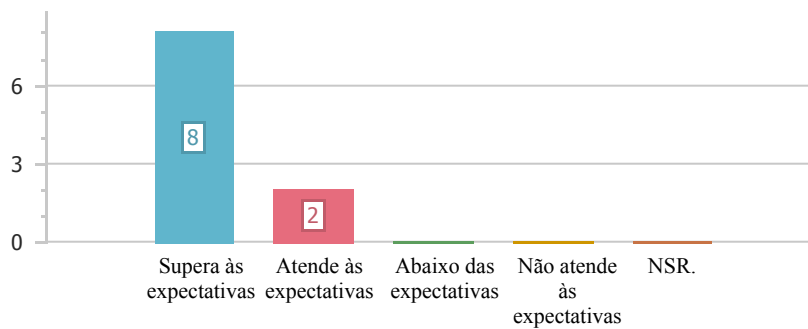 6
3
0
8
2
Supera às
expectativas
Atende às
expectativas
Abaixo das
expectativas
Não atende
às
expectativas
NSR.